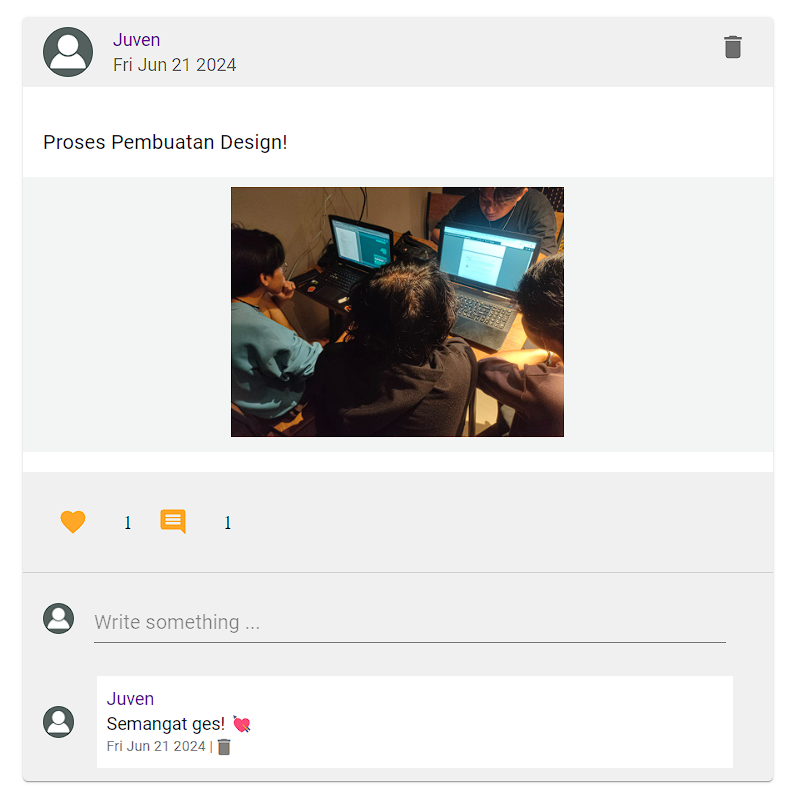 Juven
Fri Jun 21 2024
Proses Pembuatan Design!
1 1
Write something ...
Juven
Semangat ges! 💘
Fri Jun 21 2024 |